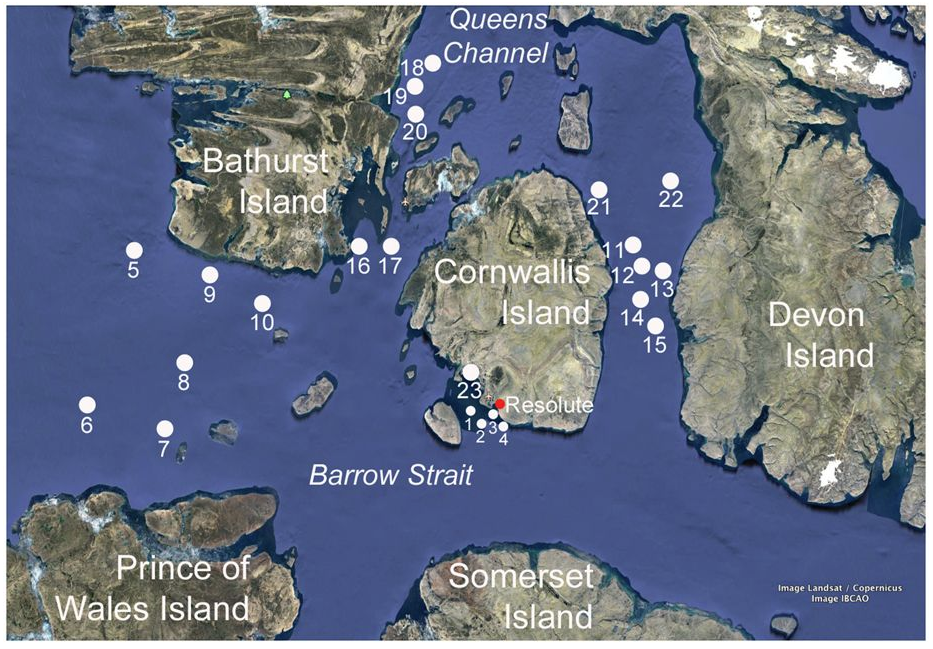 Queens
Channel
18
19
20
Bathurst
Island
21
22
5
16
17
11
12
13
9
Cornwallis
Island
10
14
15
Devon
Island
8
23
6
7
Resolute
1
2
3
4
Barrow Strait
Prince of
Wales Island
Somerset
Island
Image Landsat / Copernicus
Image IBCAO